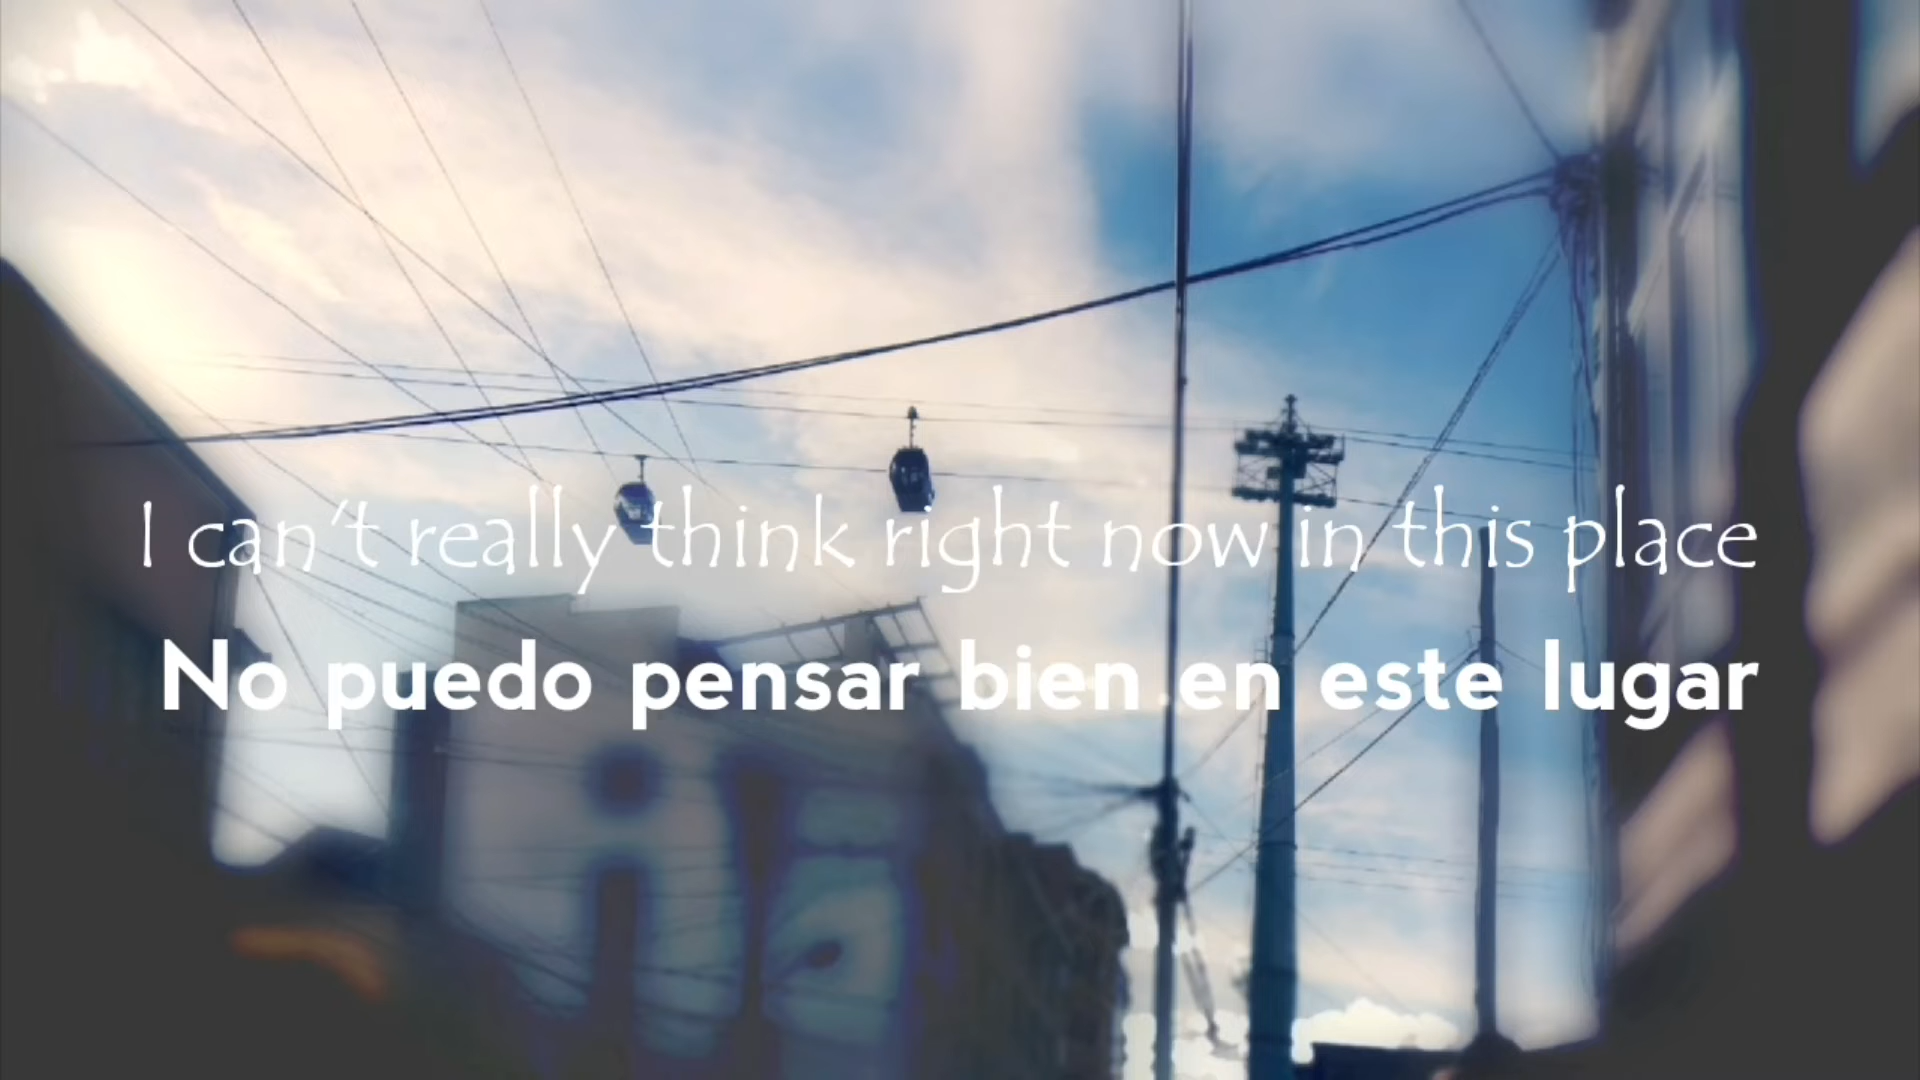 I can't really think right now in this place
No puedo pensar bien en este lugar